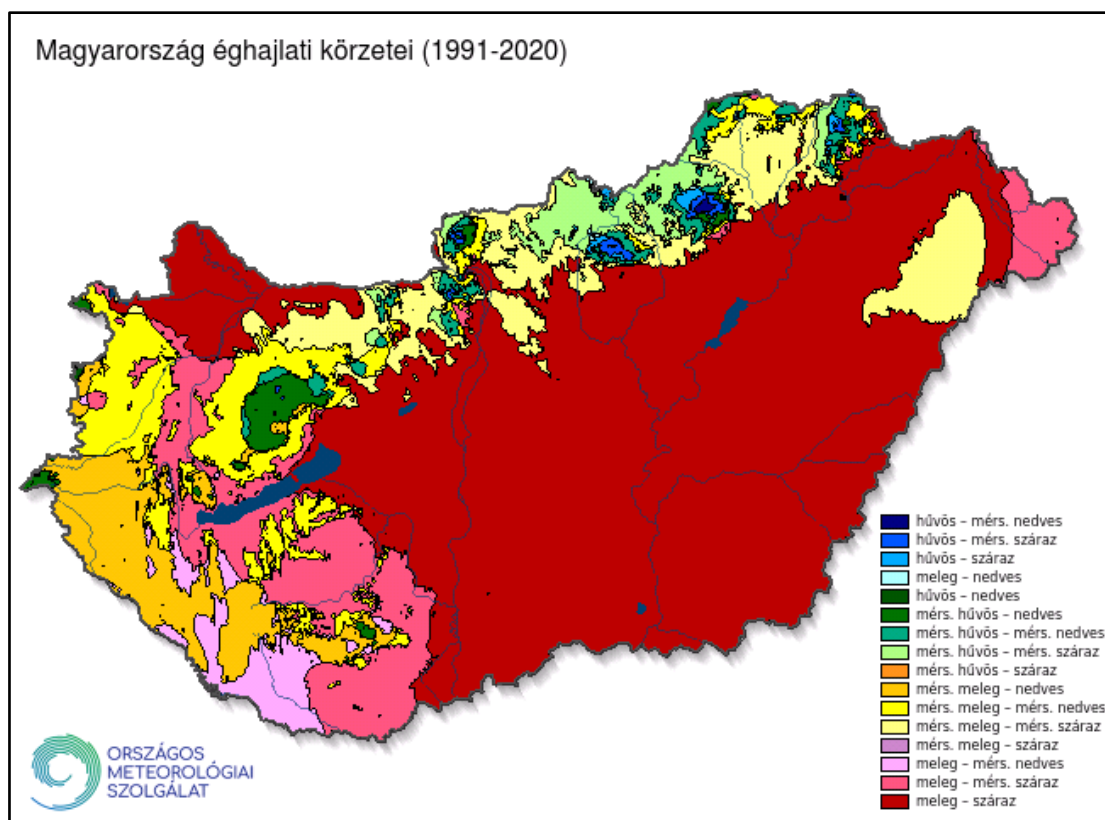 Magyarország éghajlati körzetei (1991-2020)
hűvös – mérs. nedves
hűvös – mérs. száraz
hűvös – száraz
meleg – nedves
hűvös – nedves
mérs. hűvös – nedves
mérs. hűvös – mérs. nedves
mérs. hűvös – mérs. száraz
mérs. hűvös – száraz
mérs. meleg – nedves
mérs. meleg – mérs. nedves
mérs. meleg – mérs. száraz
mérs. meleg – száraz
meleg – mérs. nedves
meleg – mérs. száraz
meleg – száraz
ORSZÁGOS
METEOROLÓGIAI
SZOLGÁLAT